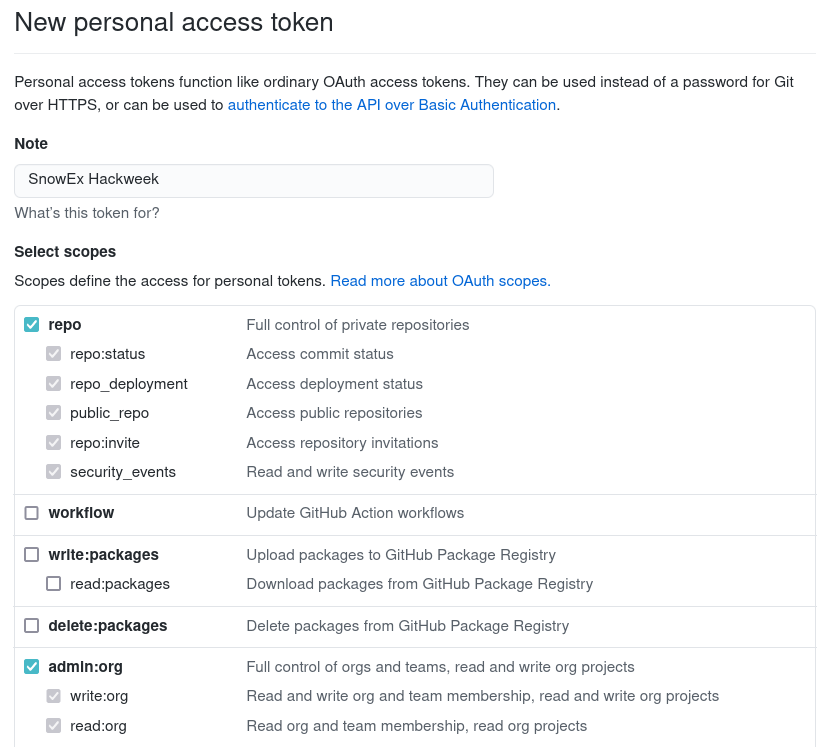 New personal access token
Personal access tokens function like ordinary OAuth access tokens. They can be used instead of a password for Git
over HTTPS, or can be used to authenticate to the API over Basic Authentication.
Note
SnowEx Hackweek
What's this token for?
Select scopes
Scopes define the access for personal tokens. Read more about OAuth scopes.
repo Full control of private repositories
repo:status Access commit status
repo_deployment Access deployment status
public_repo Access public repositories
repo:invite Access repository invitations
security_events Read and write security events
workflow Update GitHub Action workflows
write:packages Upload packages to GitHub Package Registry
read:packages Download packages from GitHub Package Registry
delete:packages Delete packages from GitHub Package Registry
admin:org Full control of orgs and teams, read and write org projects
write:org Read and write org and team membership, read and write org projects
read:org Read org and team membership, read org projects